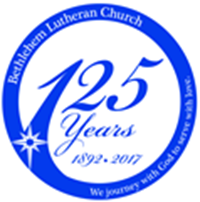 Bethlehem Lutheran Church
125
Years
1892 • 2017
We journey with God to serve with love.